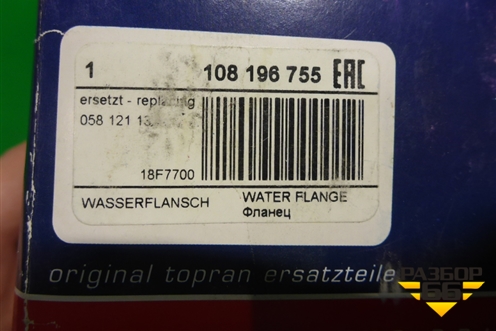 1 108 196 755 EAC
ersetzt - replacing
058 121 13
18F7700
WASSERFLANSCH WATER FLANGE
Фланец
original topran ersatzteile
РАЗБОР
66